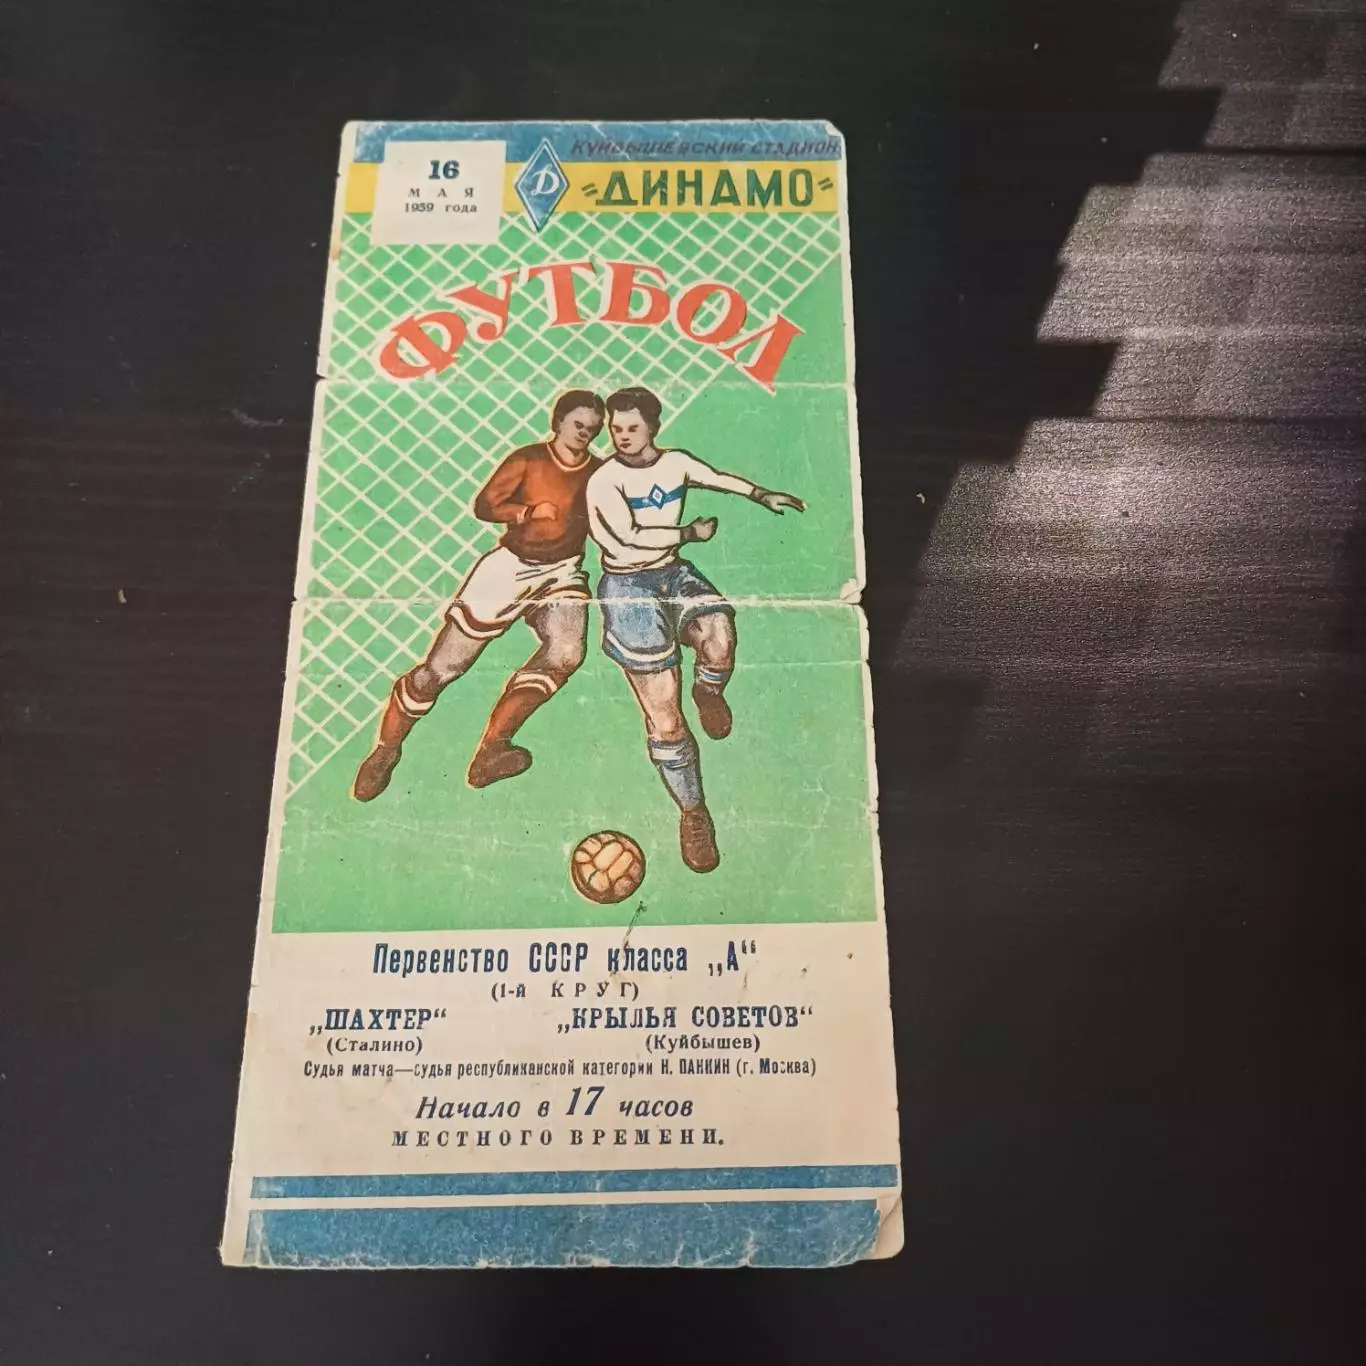 16
МАЯ
1959 года
КУЙБЫШЕВСКИЙ СТАДИОН
Д
"ДИНАМО"
ФУТБОЛ
Первенство СССР класса „А“
(1-й КРУГ)
„ШАХТЕР“ „КРЫЛЬЯ СОВЕТОВ“
(Сталино) (Куйбышев)
Судья матча—судья республиканской категории Н. ПАНКИН (г. Москва)
Начало в 17 часов
МЕСТНОГО ВРЕМЕНИ.